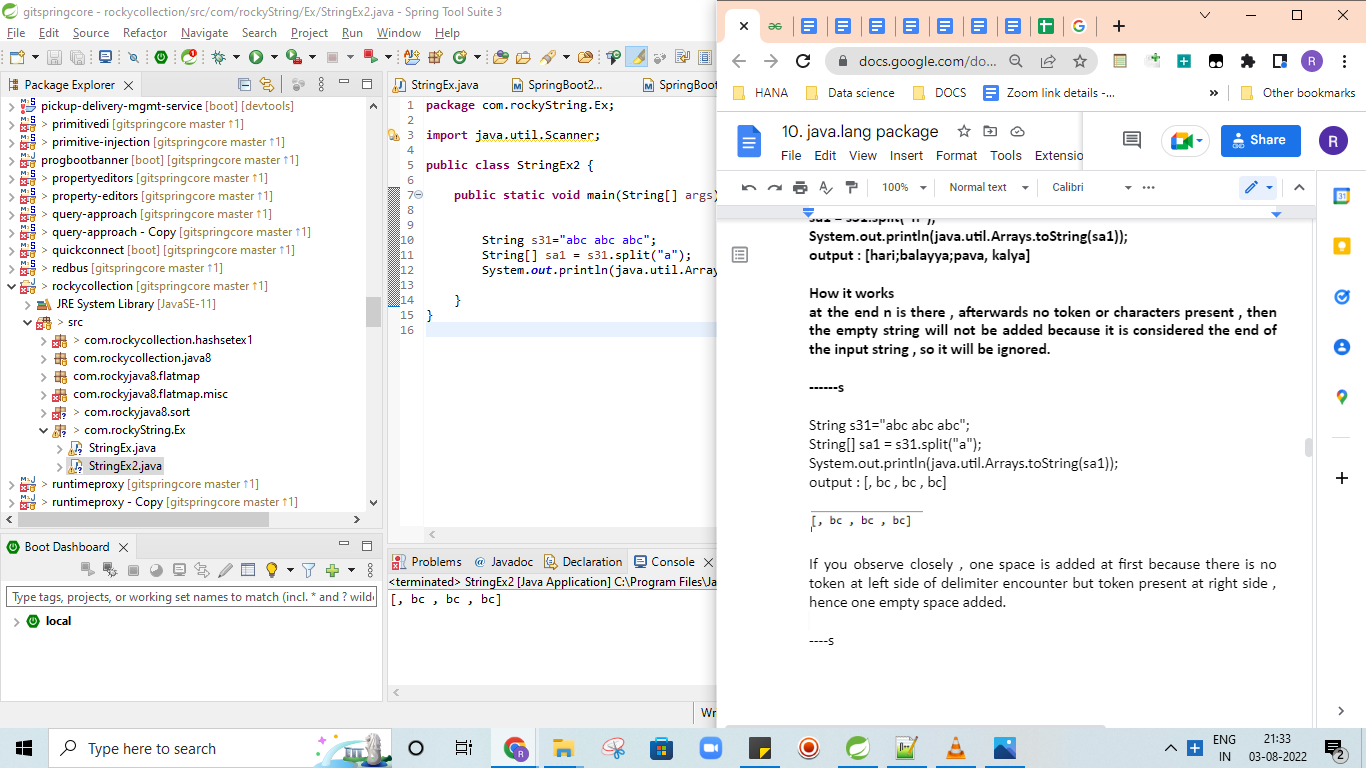 gitspringcore - rockycollection/src/com/rockyString/Ex/StringEx2.java - Spring Tool Suite 3
File Edit Source Refactor Navigate Search Project Run Window Help
Package Explorer
pickup-delivery-mgmt-service [boot] [devtools]
> primitivedi [gitspringcore master ↑1]
> primitive-injection [gitspringcore master ↑1]
progbootbanner [boot] [gitspringcore master ↑1]
> propertyeditors [gitspringcore master ↑1]
> property-editors [gitspringcore master ↑1]
> query-approach [gitspringcore master ↑1]
> query-approach - Copy [gitspringcore master ↑1]
> quickconnect [boot] [gitspringcore master ↑1]
> redbus [gitspringcore master ↑1]
> rockycollection [gitspringcore master ↑1]
JRE System Library [JavaSE-11]
> src
> com.rockycollection.hashsetex1
com.rockycollection.java8
com.rockyjava8.flatmap
com.rockyjava8.flatmap.misc
> com.rockyjava8.sort
> com.rockyString.Ex
StringEx.java
StringEx2.java
> runtimeproxy [gitspringcore master ↑1]
> runtimeproxy - Copy [gitspringcore master ↑1]
Boot Dashboard
Type tags, projects, or working set names to match (incl. * and ? wild
local
StringEx.java SpringBoot2... SpringBoot
1 package com.rockyString.Ex;
2
3 import java.util.Scanner;
4
5 public class StringEx2 {
6
7 public static void main(String[] args)
8
9
10 String s31="abc abc abc";
11 String[] sa1 = s31.split("a");
12 System.out.println(java.util.Array
13
14 }
15 }
16
Problems @ Javadoc Declaration Console
<terminated> StringEx2 [Java Application] C:\Program Files\Ja
[, bc , bc , bc]
Wr
docs.google.com/do...
R
HANA Data science DOCS Zoom link details -... » Other bookmarks
10. java.lang package
File Edit View Insert Format Tools Extensio
Share
R
100% Normal text Calibri
31
System.out.println(java.util.Arrays.toString(sa1));
output : [hari;balayya;pava, kalya]
How it works
at the end n is there , afterwards no token or characters present , then
the empty string will not be added because it is considered the end of
the input string , so it will be ignored.
------s
String s31="abc abc abc";
String[] sa1 = s31.split("a");
System.out.println(java.util.Arrays.toString(sa1));
output : [, bc , bc , bc]
[, bc , bc , bc]
If you observe closely , one space is added at first because there is no
token at left side of delimiter encounter but token present at right side ,
hence one empty space added.
----s
Type here to search
R
ENG
IN
21:33
03-08-2022
2